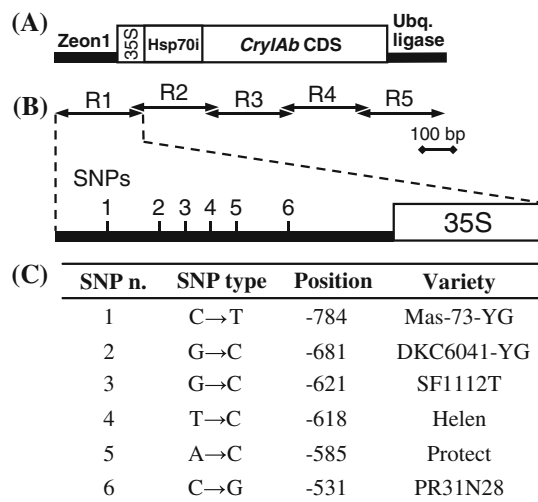 (A)
Zeon1 35S Hsp70i CryIAb CDS Ubq. ligase
(B)
R1 R2 R3 R4 R5
100 bp
SNPs
1 2 3 4 5 6
35S
(C)
SNP n. SNP type Position Variety
1 C→T -784 Mas-73-YG
2 G→C -681 DKC6041-YG
3 G→C -621 SF1112T
4 T→C -618 Helen
5 A→C -585 Protect
6 C→G -531 PR31N28